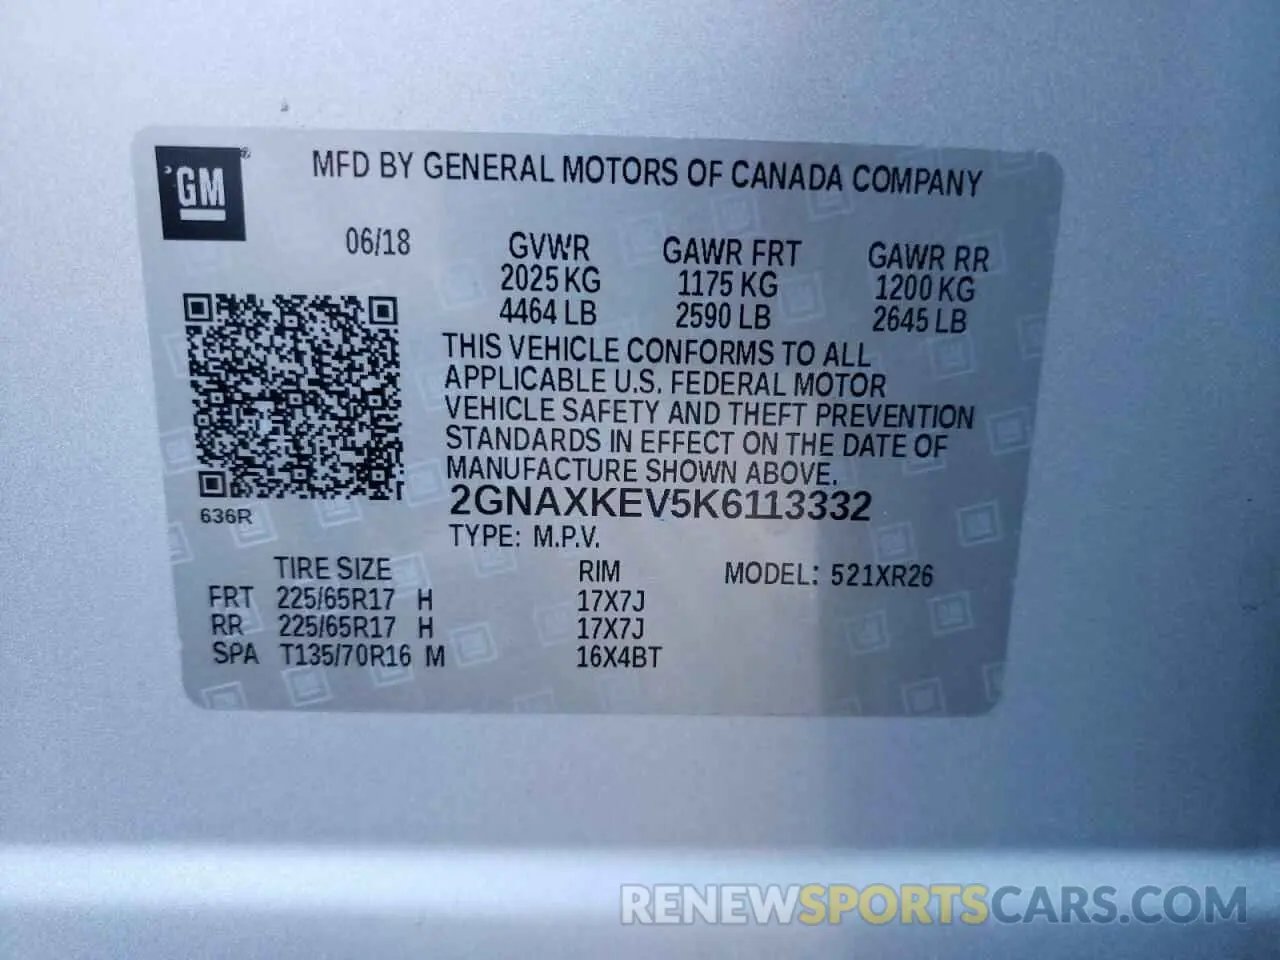 GM
MFD BY GENERAL MOTORS OF CANADA COMPANY
06/18 GVWR GAWR FRT GAWR RR
2025 KG 1175 KG 1200 KG
4464 LB 2590 LB 2645 LB
THIS VEHICLE CONFORMS TO ALL
APPLICABLE U.S. FEDERAL MOTOR
VEHICLE SAFETY AND THEFT PREVENTION
STANDARDS IN EFFECT ON THE DATE OF
MANUFACTURE SHOWN ABOVE.
2GNAXKEV5K6113332
636R
TYPE: M.P.V.
TIRE SIZE RIM MODEL: 521XR26
FRT 225/65R17 H 17X7J
RR 225/65R17 H 17X7J
SPA T135/70R16 M 16X4BT
RENEWSPORTSCARS.COM